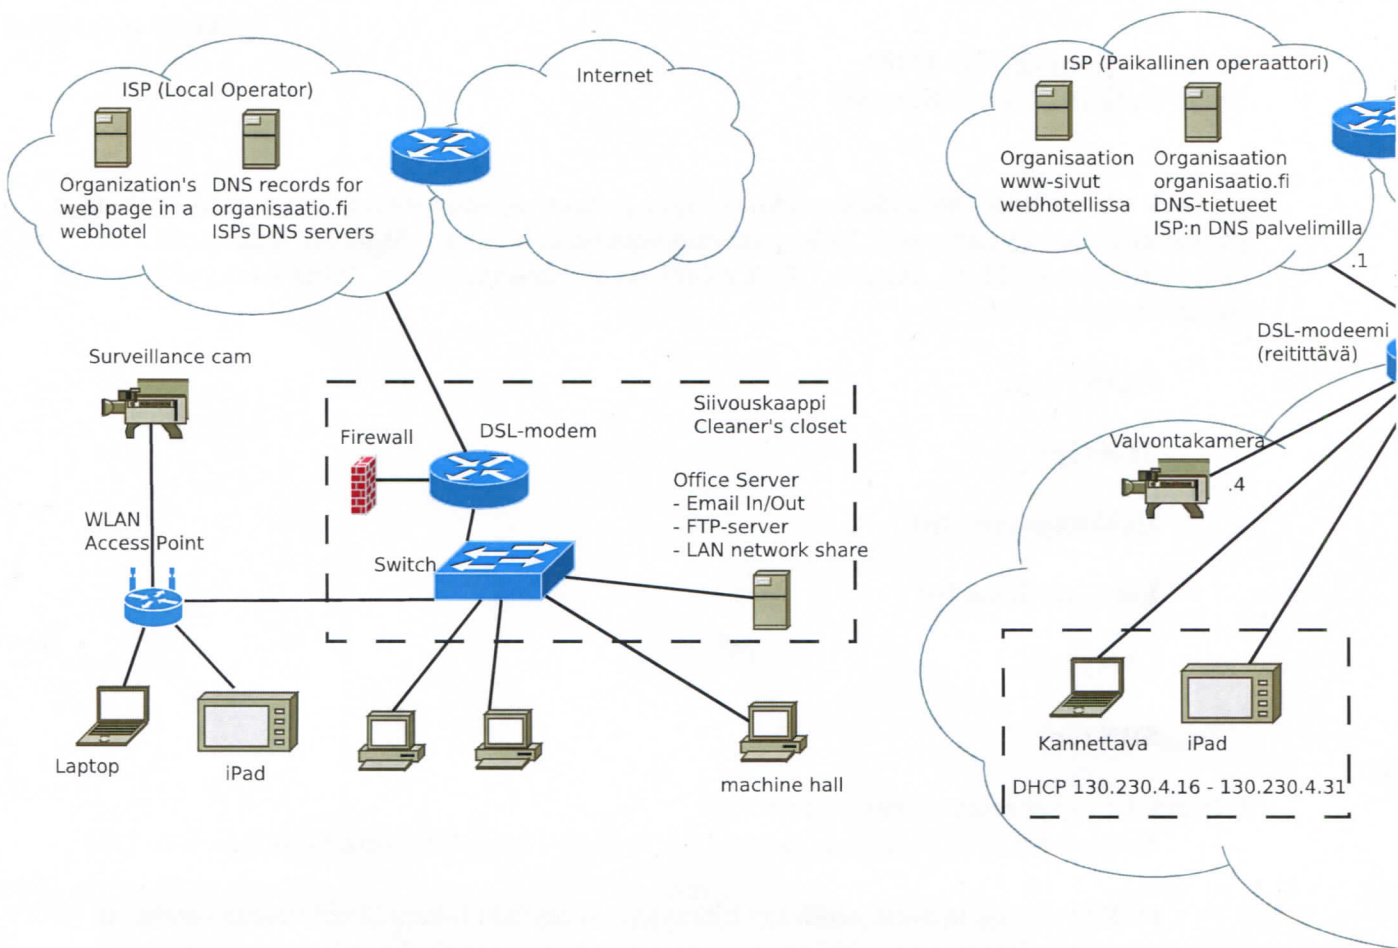 ISP (Local Operator)
Internet
Organization's
web page in a
webhotel
DNS records for
organisaatio.fi
ISPs DNS servers
Surveillance cam
WLAN
Access Point
Laptop
iPad
Firewall
DSL-modem
Switch
Siivouskaappi
Cleaner's closet
Office Server
- Email In/Out
- FTP-server
- LAN network share
machine hall
ISP (Paikallinen operaattori)
Organisaation
www-sivut
webhotellissa
Organisaation
organisaatio.fi
DNS-tietueet
ISP:n DNS palvelimilla
.1
DSL-modeemi
(reitittävä)
Valvontakamera
.4
Kannettava
iPad
DHCP 130.230.4.16 - 130.230.4.31